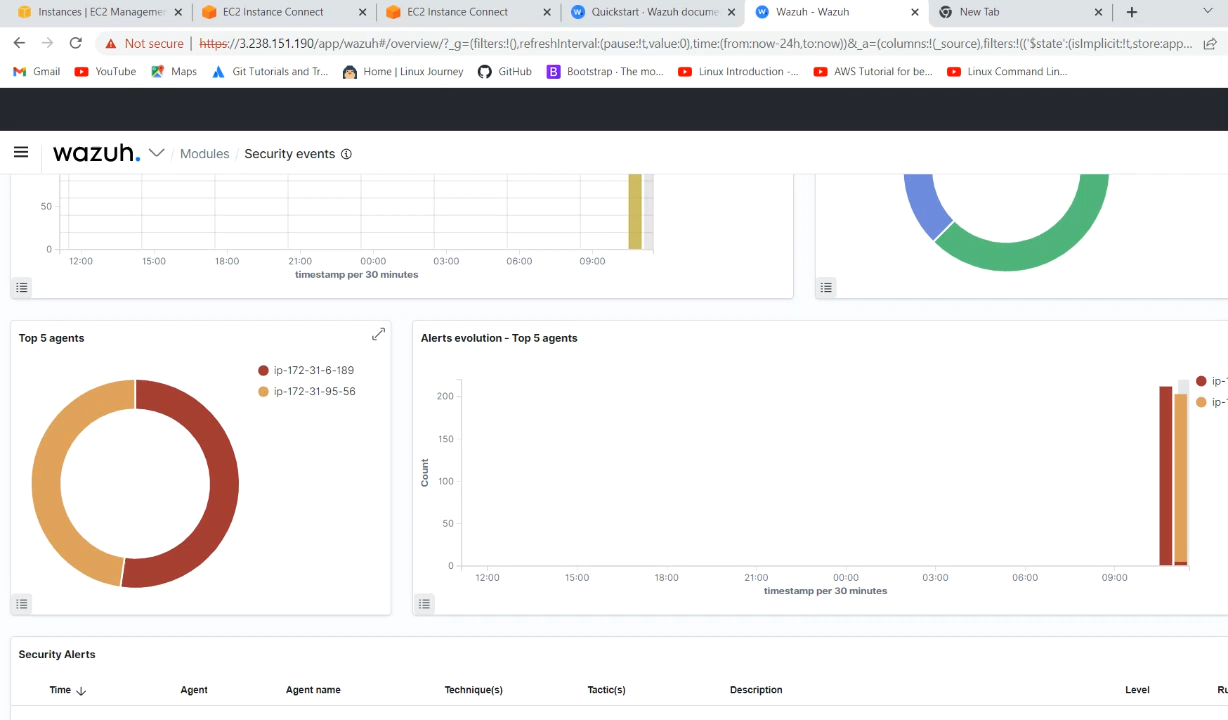 Instances | EC2 Managemen
EC2 Instance Connect
EC2 Instance Connect
Quickstart · Wazuh docume
Wazuh - Wazuh
New Tab
Not secure | https://3.238.151.190/app/wazuh#/overview/?_g=(filters:!(),refreshInterval:(pause:!t,value:0),time:(from:now-24h,to:now))&_a=(columns:!(_source),filters:!(('$state':(isImplicit:!t,store:app...
Gmail
YouTube
Maps
Git Tutorials and Tr...
Home | Linux Journey
GitHub
Bootstrap · The mo...
Linux Introduction -...
AWS Tutorial for be...
Linux Command Lin...
wazuh. / Modules / Security events
50
0
12:00 15:00 18:00 21:00 00:00 03:00 06:00 09:00
timestamp per 30 minutes
Top 5 agents
ip-172-31-6-189
ip-172-31-95-56
Alerts evolution - Top 5 agents
ip-1
ip-1
200
150
100
50
0
Count
12:00 15:00 18:00 21:00 00:00 03:00 06:00 09:00
timestamp per 30 minutes
Security Alerts
Time Agent Agent name Technique(s) Tactic(s) Description Level Ru